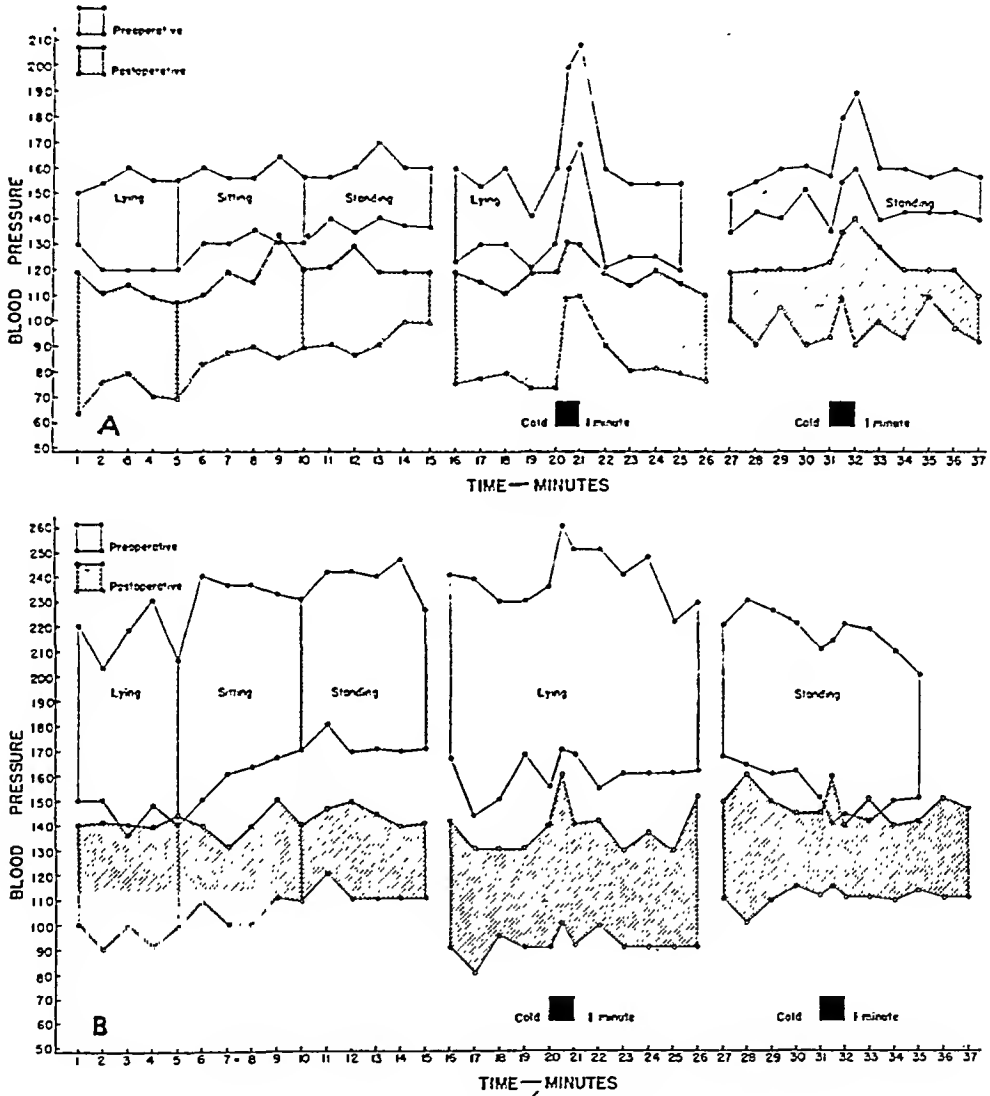 Preoperative
Postoperative
210
200
190
180
170
160
150
140
130
120
110
100
90
80
70
60
50
BLOOD PRESSURE
Lying Sitting Standing Lying Standing
A
Cold 1 minute Cold 1 minute
1 2 3 4 5 6 7 8 9 10 11 12 13 14 15 16 17 18 19 20 21 22 23 24 25 26 27 28 29 30 31 32 33 34 35 36 37
TIME — MINUTES
Preoperative
Postoperative
260
250
240
230
220
210
200
190
180
170
160
150
140
130
120
110
100
90
80
70
60
50
BLOOD PRESSURE
Lying Sitting Standing Lying Standing
B
Cold 1 minute Cold 1 minute
1 2 3 4 5 6 7 8 9 10 11 12 13 14 15 16 17 18 19 20 21 22 23 24 25 26 27 28 29 30 31 32 33 34 35 36 37
TIME — MINUTES